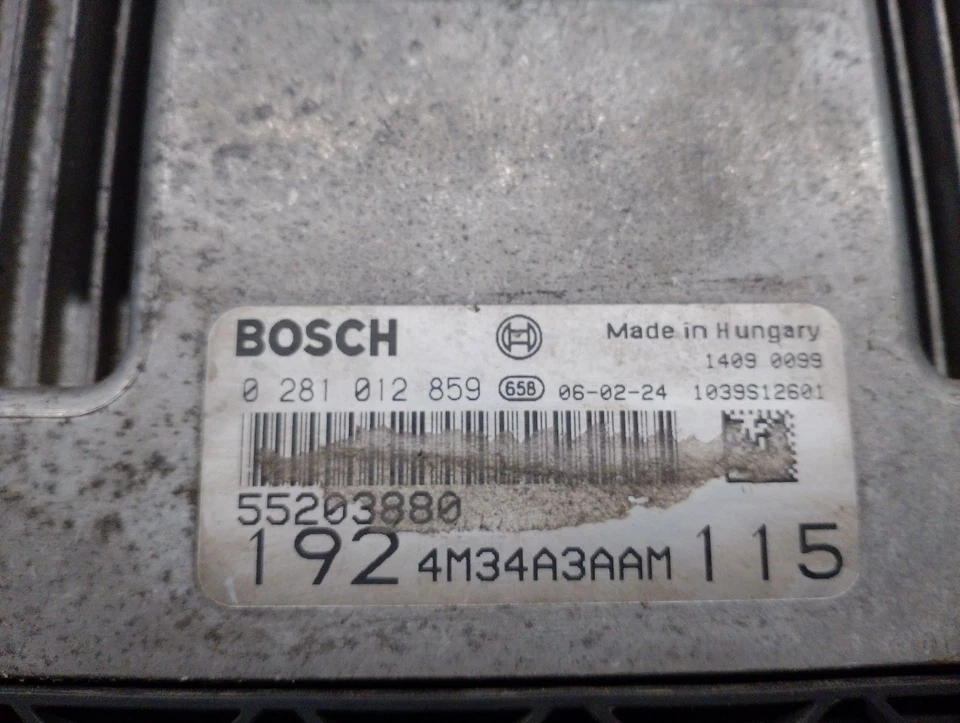 BOSCH Made in Hungary
1409 0099
0 281 012 859 658 06-02-24 1039S12601
55203880
192 4M34A3AAM 115